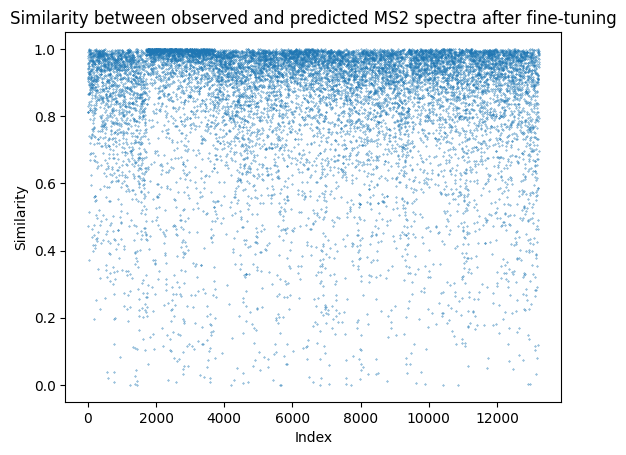 Similarity between observed and predicted MS2 spectra after fine-tuning
1.0
0.8
0.6
0.4
0.2
0.0
Similarity
0 2000 4000 6000 8000 10000 12000
Index